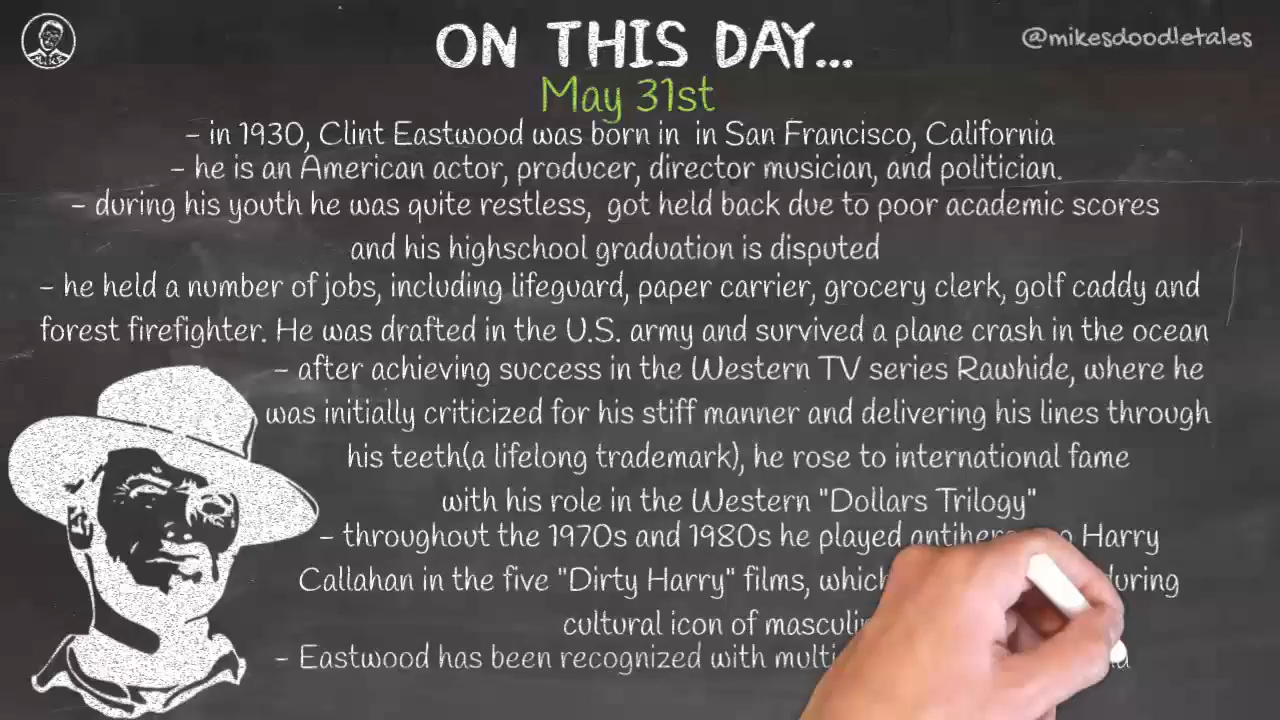 ON THIS DAY...
@mikesdoodletales
MIKE
May 31st
- in 1930, Clint Eastwood was born in in San Francisco, California
- he is an American actor, producer, director musician, and politician.
- during his youth he was quite restless, got held back due to poor academic scores
and his highschool graduation is disputed
- he held a number of jobs, including lifeguard, paper carrier, grocery clerk, golf caddy and
forest firefighter. He was drafted in the U.S. army and survived a plane crash in the ocean
- after achieving success in the Western TV series Rawhide, where he
was initially criticized for his stiff manner and delivering his lines through
his teeth(a lifelong trademark), he rose to international fame
with his role in the Western "Dollars Trilogy"
- throughout the 1970s and 1980s he played Harry
Callahan in the five "Dirty Harry" films,
cultural icon of
- Eastwood has been recognized with